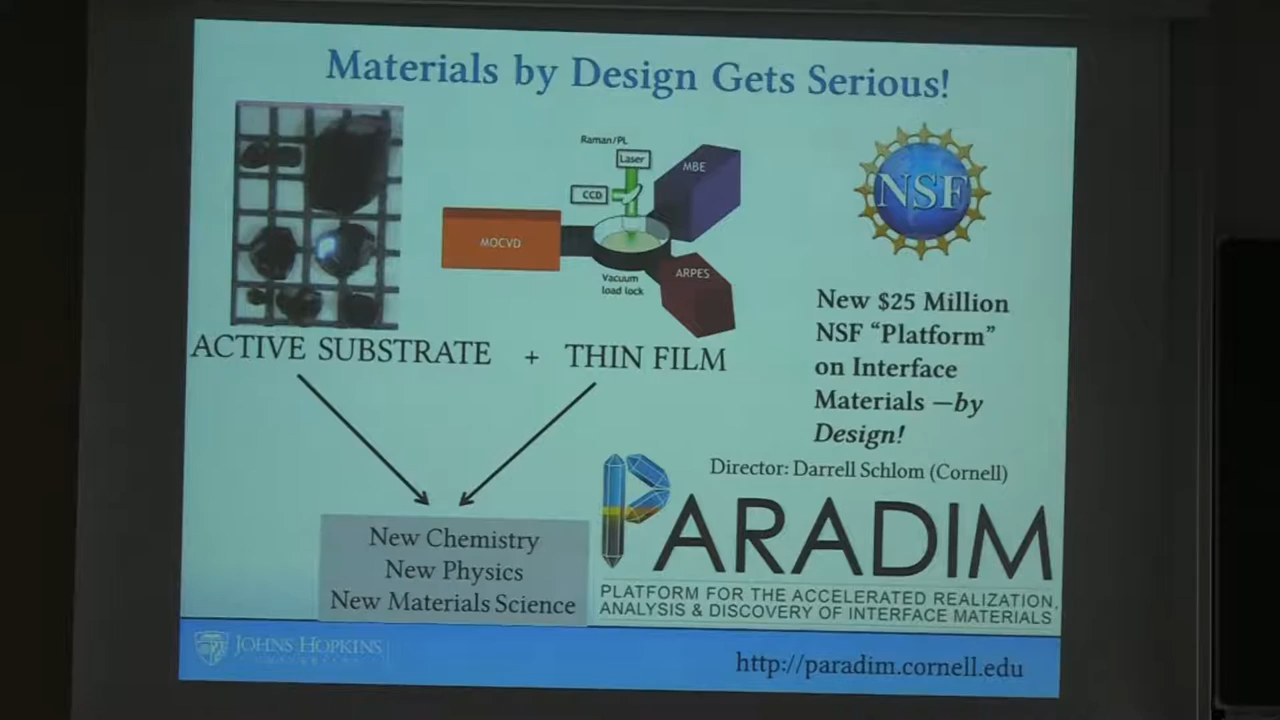 Materials by Design Gets Serious!
Raman/PL
Laser
CCD
MBE
MOCVD
Vacuum
load lock
ARPES
NSF
ACTIVE SUBSTRATE + THIN FILM
New $25 Million
NSF “Platform”
on Interface
Materials —by
Design!
Director: Darrell Schlom (Cornell)
New Chemistry
New Physics
New Materials Science
PARADIM
PLATFORM FOR THE ACCELERATED REALIZATION,
ANALYSIS & DISCOVERY OF INTERFACE MATERIALS
JOHNS HOPKINS
http://paradim.cornell.edu